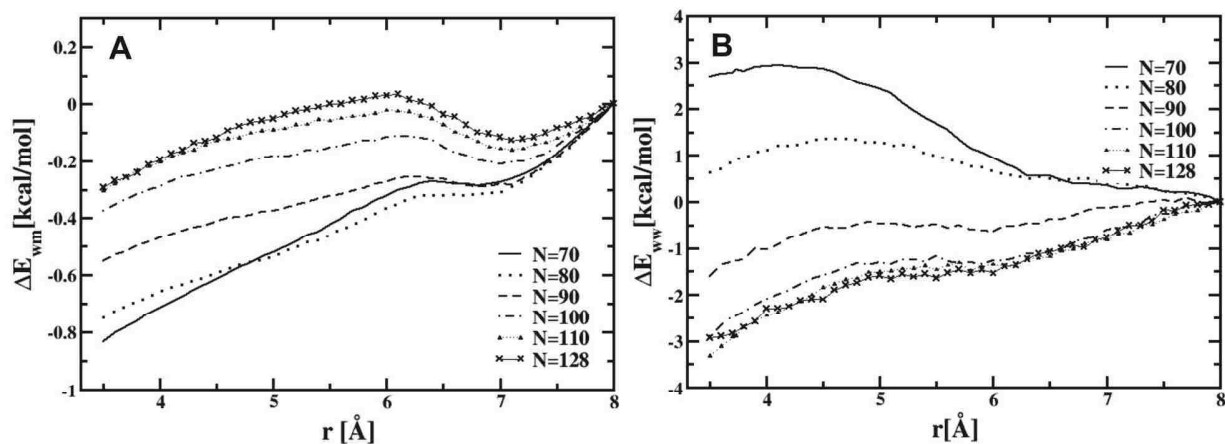 A
ΔE_wm[kcal/mol]
0.2
0
-0.2
-0.4
-0.6
-0.8
-1
N=70
N=80
N=90
N=100
N=110
N=128
4
5
6
7
8
r [Å]
B
ΔE_ww[kcal/mol]
4
3
2
1
0
-1
-2
-3
-4
N=70
N=80
N=90
N=100
N=110
N=128
4
5
6
7
8
r[Å]